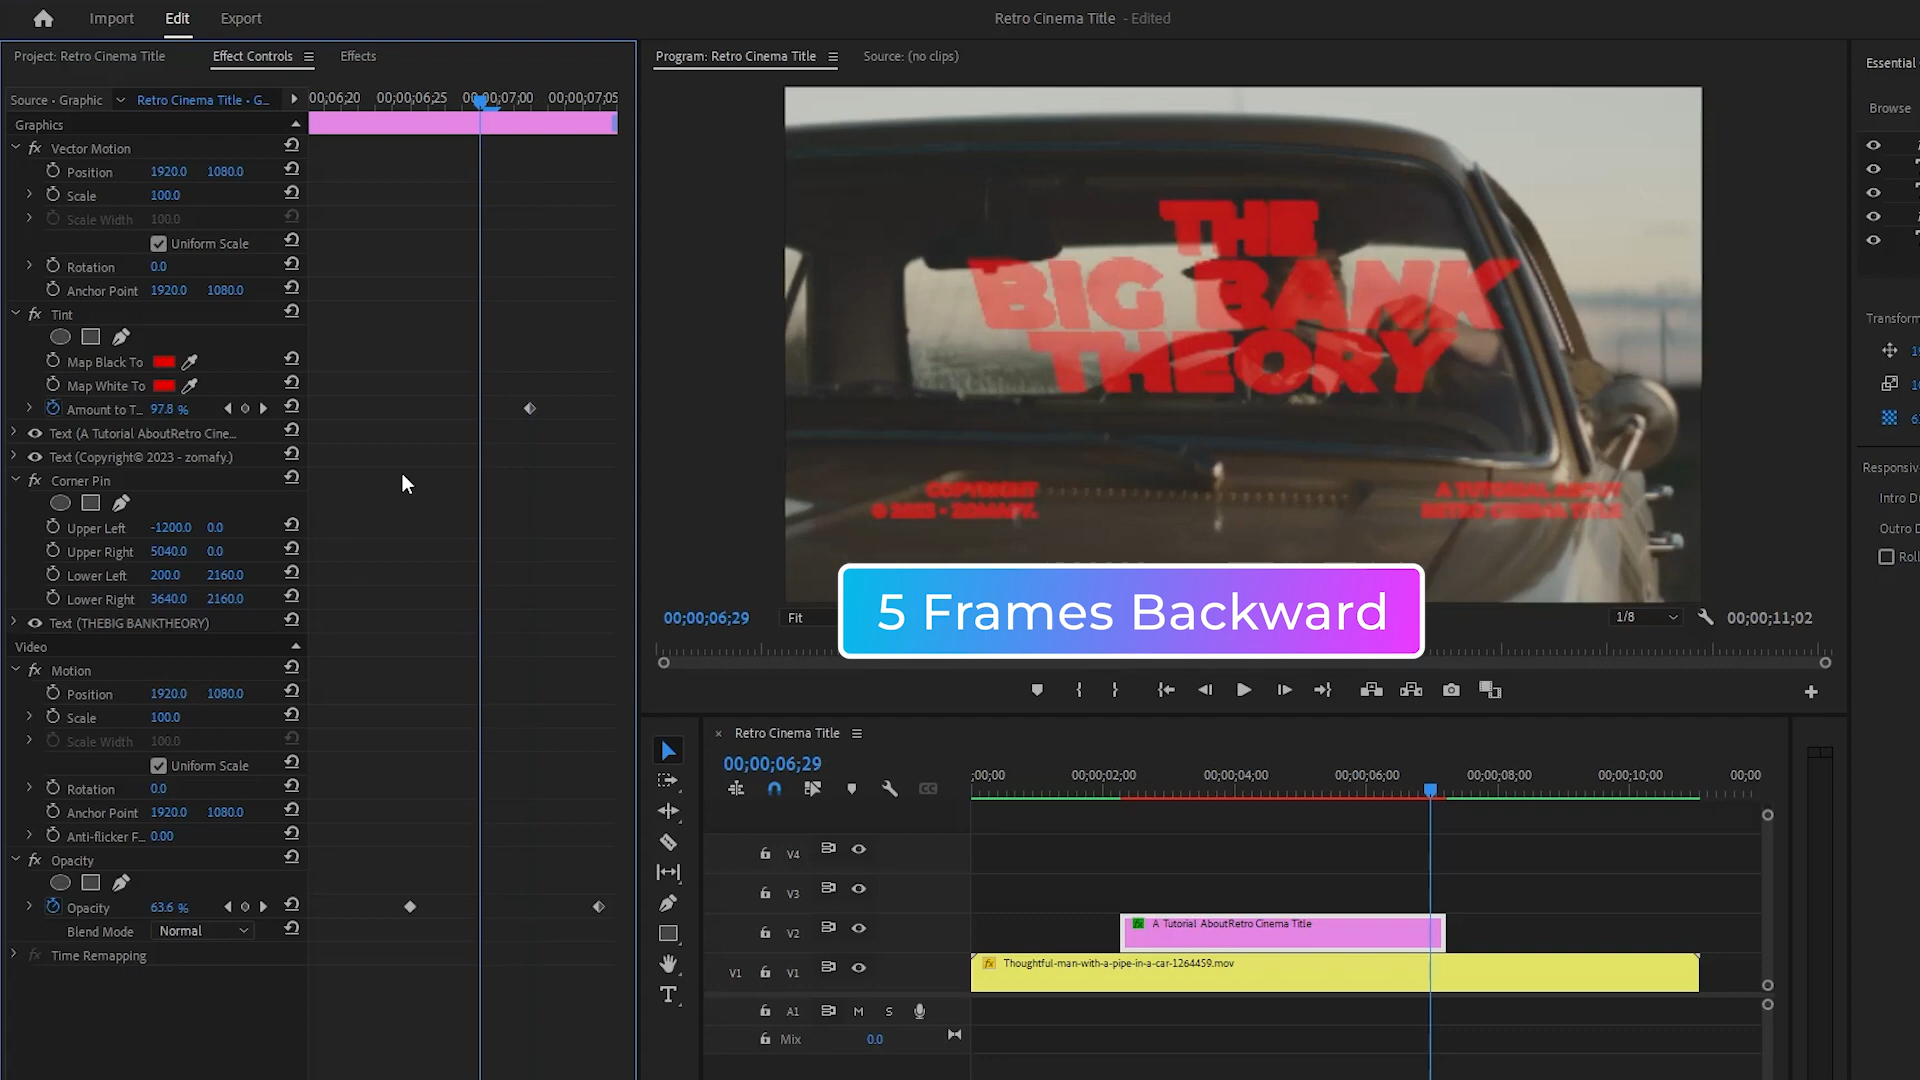 Import Edit Export
Retro Cinema Title - Edited
Project: Retro Cinema Title Effect Controls Effects
Program: Retro Cinema Title Source: (no clips)
Essential
Browse
Source • Graphic Retro Cinema Title • G...
00;00;06;25 00;00;07;00
Graphics
Vector Motion
Position 1920.0 1080.0
Scale 100.0
Scale Width 100.0
Uniform Scale
Rotation 0.0
Anchor Point 1920.0 1080.0
Tint
Map Black To
Map White To
Amount to T... 97.8 %
Text (A Tutorial AboutRetro Cine...
Text (Copyright© 2023 - zomafy.)
Corner Pin
Upper Left -1200.0 0.0
Upper Right 5040.0 0.0
Lower Left 200.0 2160.0
Lower Right 3640.0 2160.0
Text (THEBIG BANKTHEORY)
Video
Motion
Position 1920.0 1080.0
Scale 100.0
Scale Width 100.0
Uniform Scale
Rotation 0.0
Anchor Point 1920.0 1080.0
Anti-flicker F... 0.00
Opacity
Opacity 63.6 %
Blend Mode Normal
Time Remapping
THE
BIG BANK
THEORY
COPYRIGHT
© 2023 - ZOMAFY.
A TUTORIAL ABOUT
RETRO CINEMA TITLE
5 Frames Backward
00;00;06;29 Fit 1/8 00;00;11;02
Retro Cinema Title
00;00;06;29
;00;00 00;00;02;00 00;00;04;00 00;00;06;00 00;00;08;00 00;00;10;00 00;00
V4
V3
V2 A Tutorial AboutRetro Cinema Title
V1 V1 Thoughtful-man-with-a-pipe-in-a-car-1264459.mov
A1 M S
Mix 0.0
Transform
Responsive
Intro D
Outro D
Roll